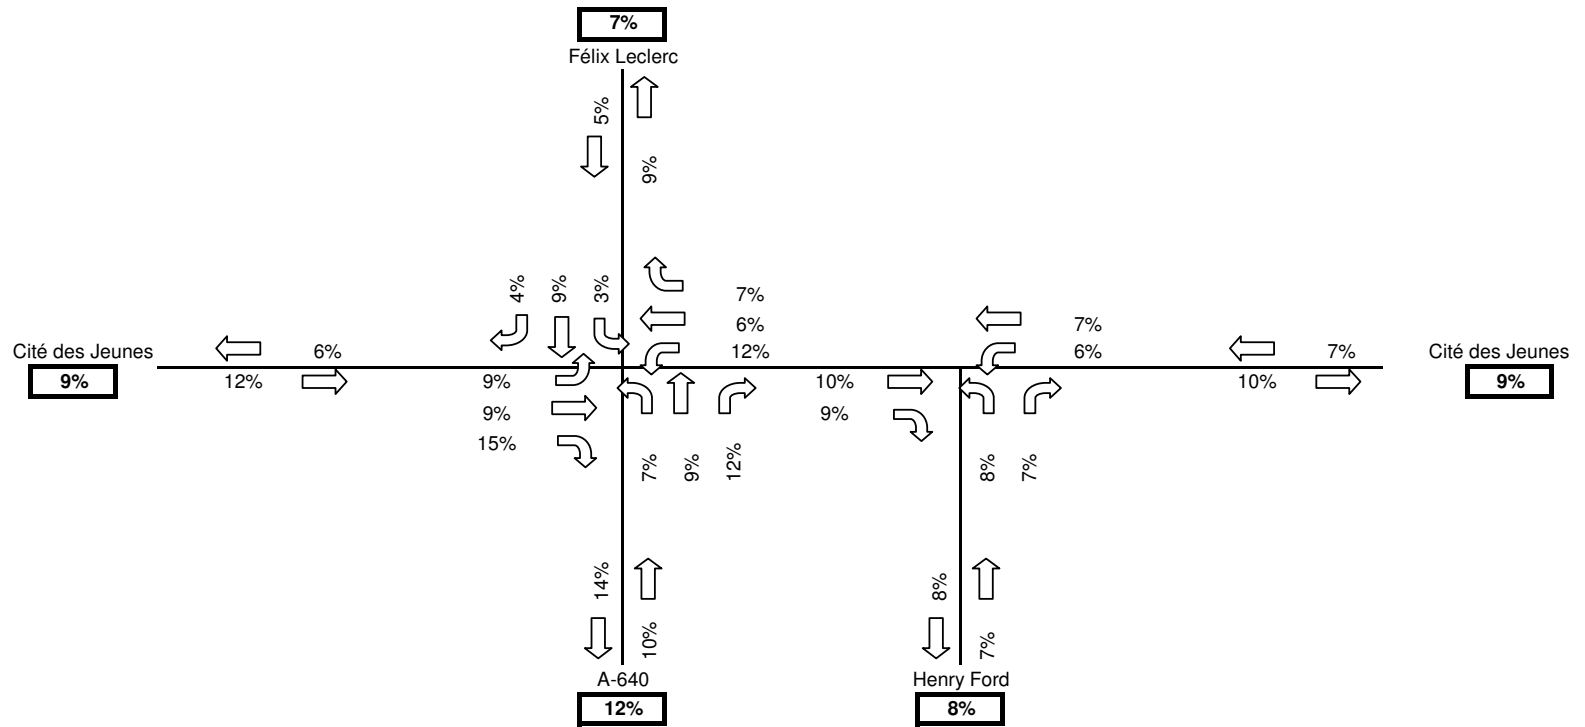 7%
Félix Leclerc
5%
9%
4% 9% 3%
7%
6% 7%
12% 6%
Cité des Jeunes 6% 7% Cité des Jeunes
9% 12% 9% 10% 10% 9%
9% 9%
15%
7% 9% 12% 8% 7%
14% 8%
10% 7%
A-640 Henry Ford
12% 8%